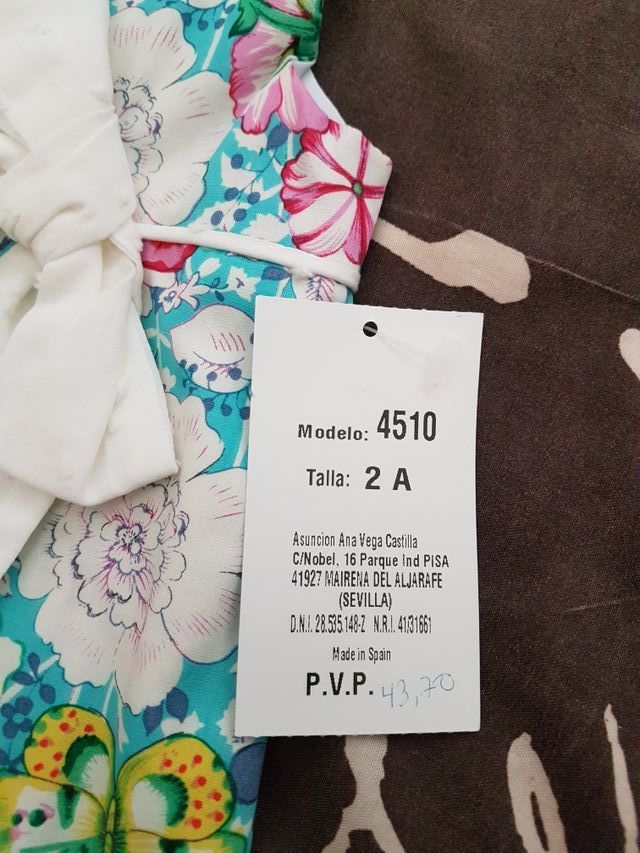 Modelo: 4510
Talla: 2 A
Asuncion Ana Vega Castilla
C/Nobel, 16 Parque Ind PISA
41927 MAIRENA DEL ALJARAFE
(SEVILLA)
D.N.I. 28.535.148-Z N.R.I. 41/31661
Made in Spain
P.V.P. 43,70